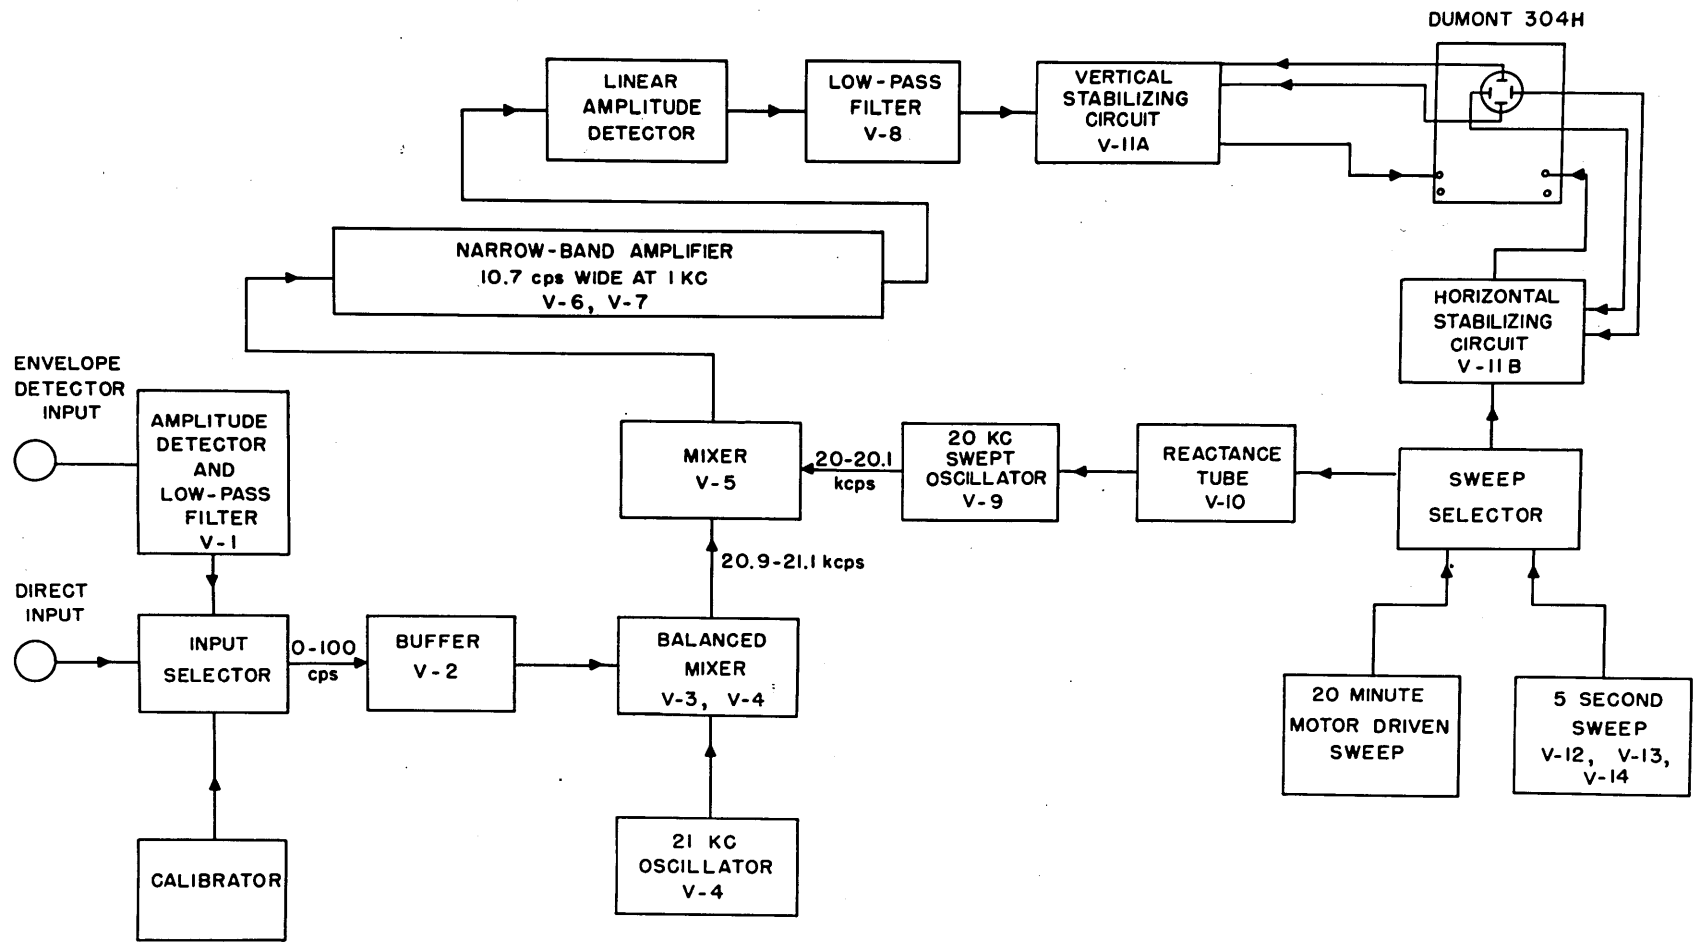 DUMONT 304H
LINEAR
AMPLITUDE
DETECTOR
LOW-PASS
FILTER
V-8
VERTICAL
STABILIZING
CIRCUIT
V-11A
NARROW-BAND AMPLIFIER
10.7 cps WIDE AT 1 KC
V-6, V-7
HORIZONTAL
STABILIZING
CIRCUIT
V-11B
ENVELOPE
DETECTOR
INPUT
AMPLITUDE
DETECTOR
AND
LOW-PASS
FILTER
V-1
MIXER
V-5
20-20.1
kcps
20 KC
SWEPT
OSCILLATOR
V-9
REACTANCE
TUBE
V-10
SWEEP
SELECTOR
20.9-21.1 kcps
DIRECT
INPUT
INPUT
SELECTOR
0-100
cps
BUFFER
V-2
BALANCED
MIXER
V-3, V-4
20 MINUTE
MOTOR DRIVEN
SWEEP
5 SECOND
SWEEP
V-12, V-13,
V-14
CALIBRATOR
21 KC
OSCILLATOR
V-4